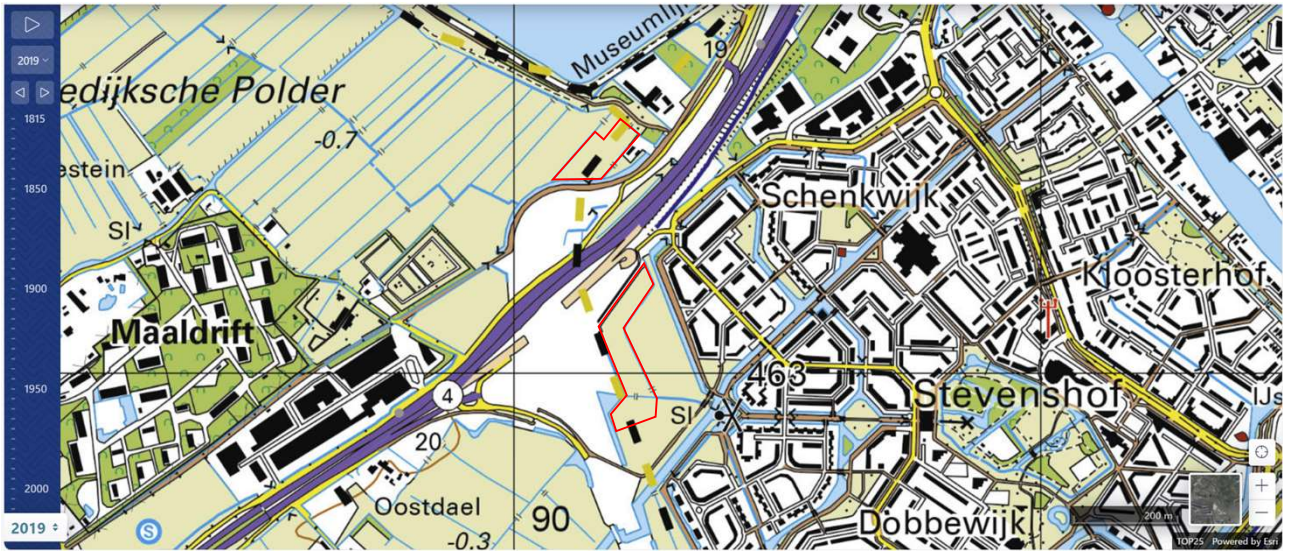 2019
1815
1850
1900
1950
2000
2019
edijksche Polder
-0.7
estein
Sl
Maaldrift
Museumlij
19
Schenkwijk
Kloosterhof
4
463
Stevenshof
Sl
IJs
20
Oostdael
90
-0.3
Dobbewijk
S
200 m
TOP25 Powered by Esri